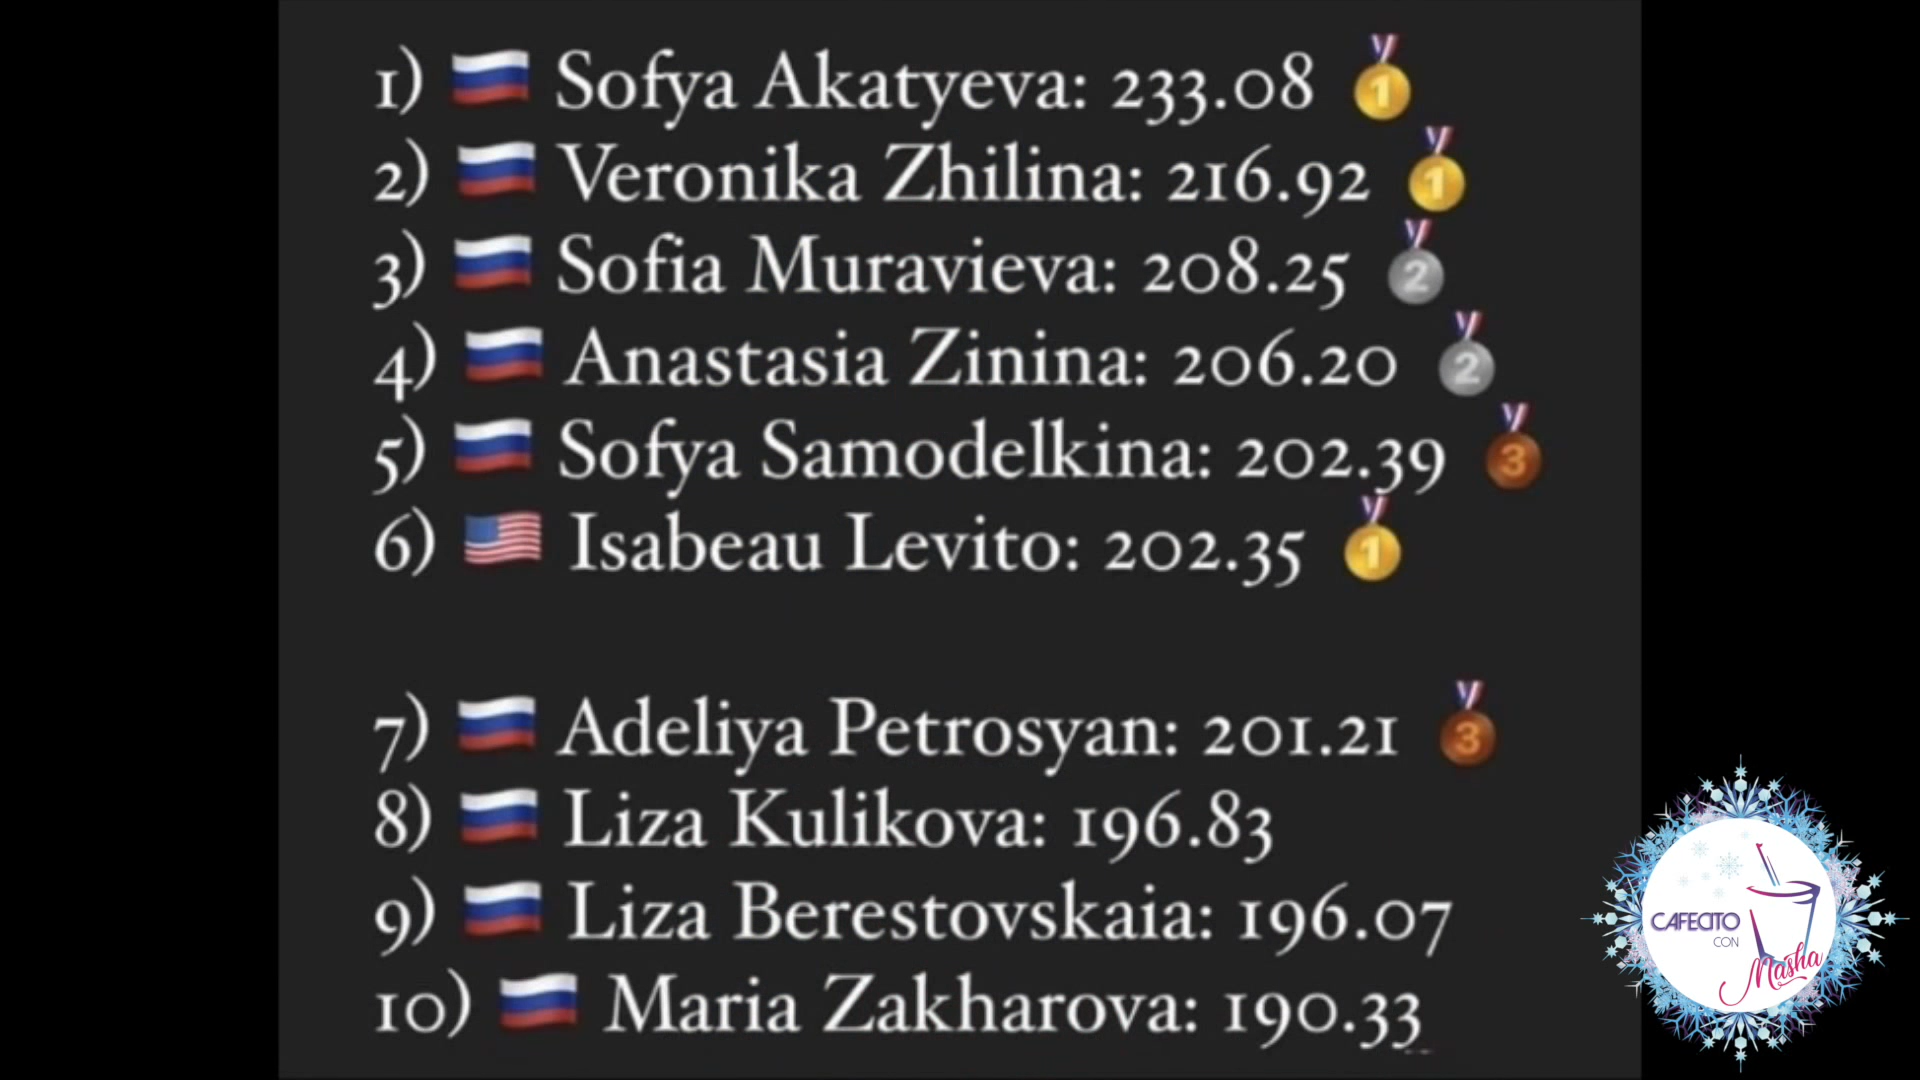 1) 🇷🇺 Sofya Akatyeva: 233.08 🥇
2) 🇷🇺 Veronika Zhilina: 216.92 🥇
3) 🇷🇺 Sofia Muravieva: 208.25 🥈
4) 🇷🇺 Anastasia Zinina: 206.20 🥈
5) 🇷🇺 Sofya Samodelkina: 202.39 🥉
6) 🇺🇸 Isabeau Levito: 202.35 🥇
7) 🇷🇺 Adeliya Petrosyan: 201.21 🥉
8) 🇷🇺 Liza Kulikova: 196.83
9) 🇷🇺 Liza Berestovskaia: 196.07
10) 🇷🇺 Maria Zakharova: 190.33
CAFECITO
CON
Masha